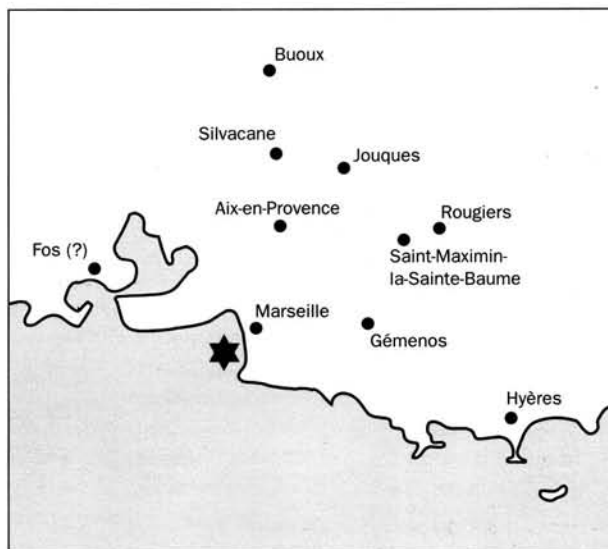 Buoux
Silvacane
Jouques
Aix-en-Provence
Rougiers
Fos (?)
Saint-Maximin-
la-Sainte-Baume
Marseille
Gémenos
Hyères